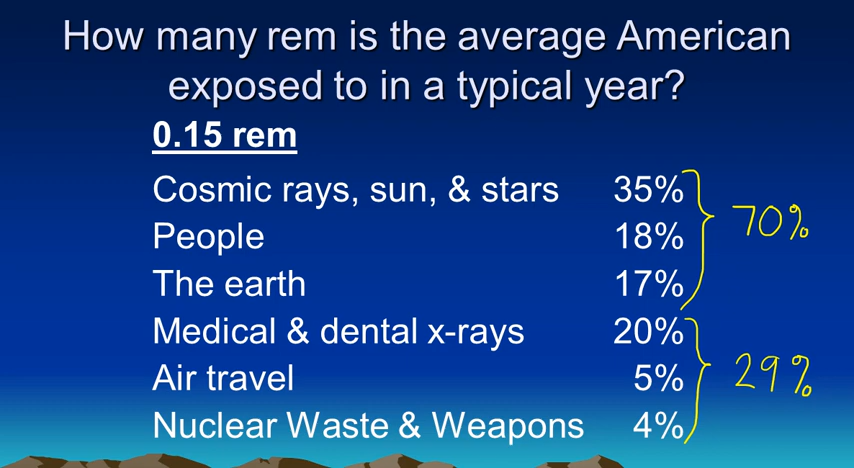 How many rem is the average American
exposed to in a typical year?
0.15 rem
Cosmic rays, sun, & stars 35%
People 18%
The earth 17%
70%
Medical & dental x-rays 20%
Air travel 5%
Nuclear Waste & Weapons 4%
29%